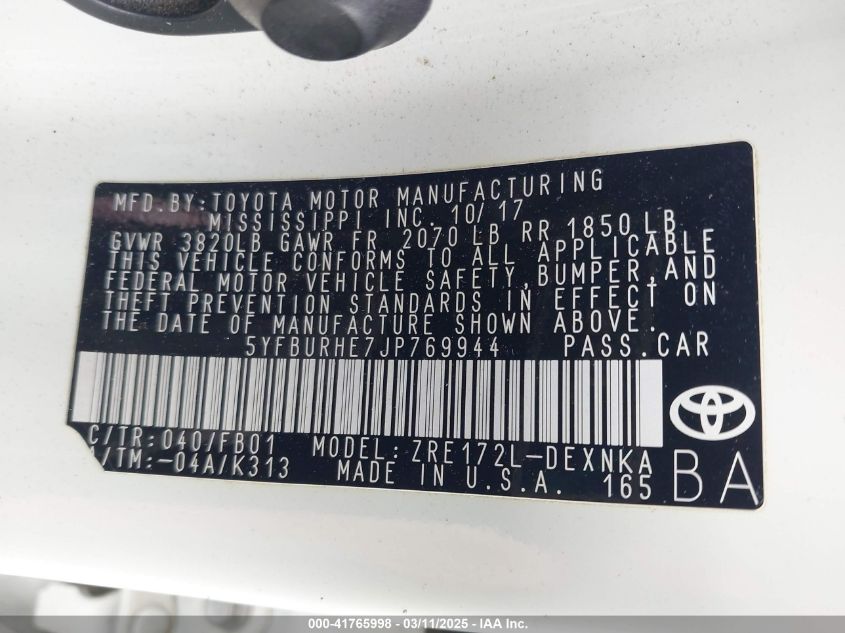 MFD.BY:TOYOTA MOTOR MANUFACTURING
MISSISSIPPI INC. 10/17
GVWR 3820LB GAWR FR 2070 LB RR 1850 LB
THIS VEHICLE CONFORMS TO ALL APPLICABLE
FEDERAL MOTOR VEHICLE SAFETY,BUMPER,AND
THEFT PREVENTION STANDARDS IN EFFECT ON
THE DATE OF MANUFACTURE SHOWN ABOVE.
5YFBURHE7JP769944 PASS.CAR
C/TR:040/FB01 MODEL:ZRE172L-DEXNKA
A/TM:-04A/K313 MADE IN U.S.A. 165 BA
000-41765998 - 03/11/2025 - IAA Inc.